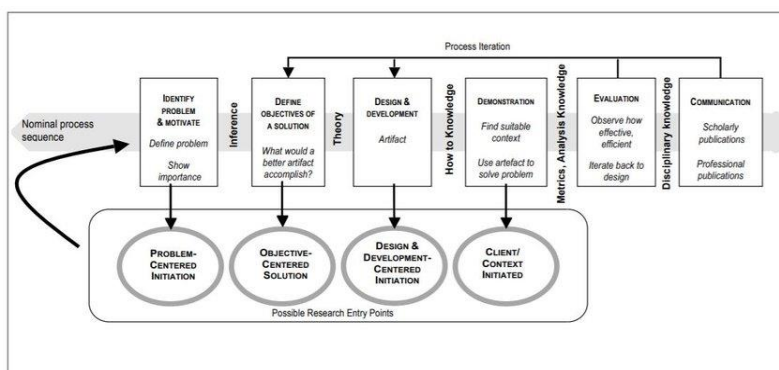 Process Iteration
Nominal process
sequence
IDENTIFY
PROBLEM
& MOTIVATE
Define problem
Show
importance
Inference
DEFINE
OBJECTIVES OF
A SOLUTION
What would a
better artifact
accomplish?
Theory
DESIGN &
DEVELOPMENT
Artifact
How to Knowledge
DEMONSTRATION
Find suitable
context
Use artefact to
solve problem
Metrics, Analysis Knowledge
EVALUATION
Observe how
effective,
efficient
Iterate back to
design
Disciplinary knowledge
COMMUNICATION
Scholarly
publications
Professional
publications
PROBLEM-
CENTERED
INITIATION
OBJECTIVE-
CENTERED
SOLUTION
DESIGN &
DEVELOPMENT-
CENTERED
INITIATION
CLIENT/
CONTEXT
INITIATED
Possible Research Entry Points